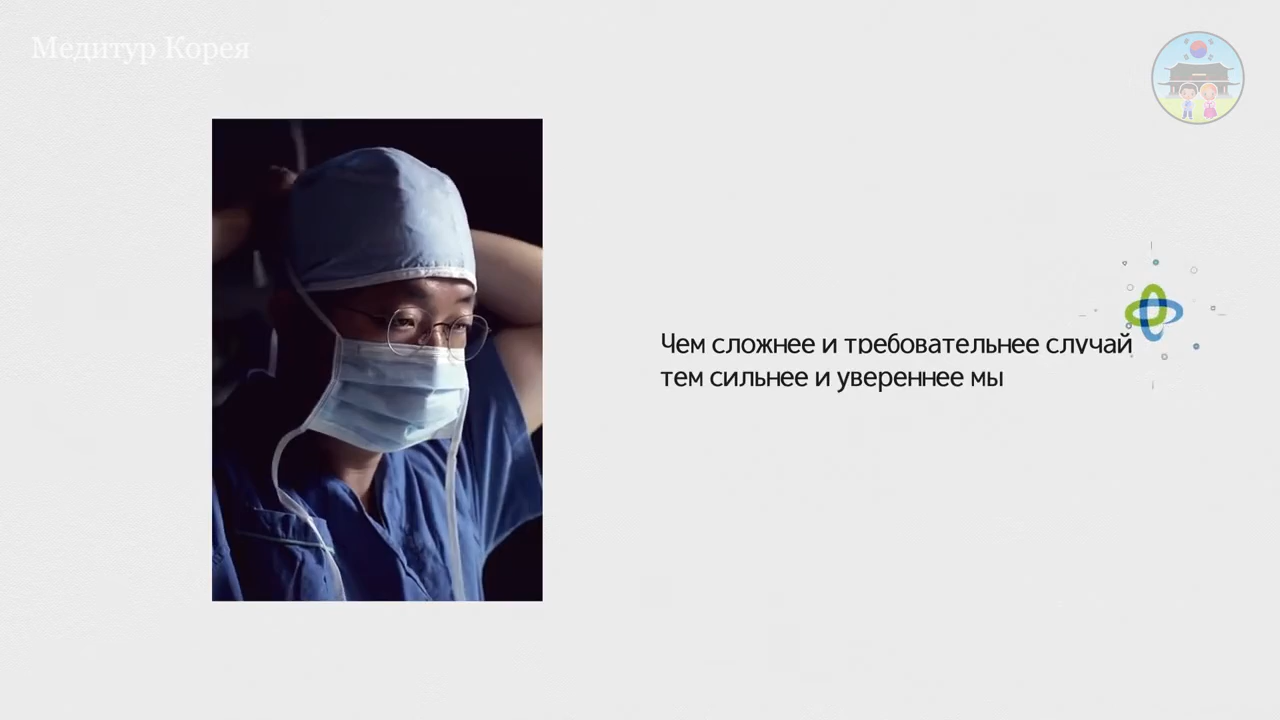 Медитур Корея
Чем сложнее и требовательнее случай
тем сильнее и увереннее мы